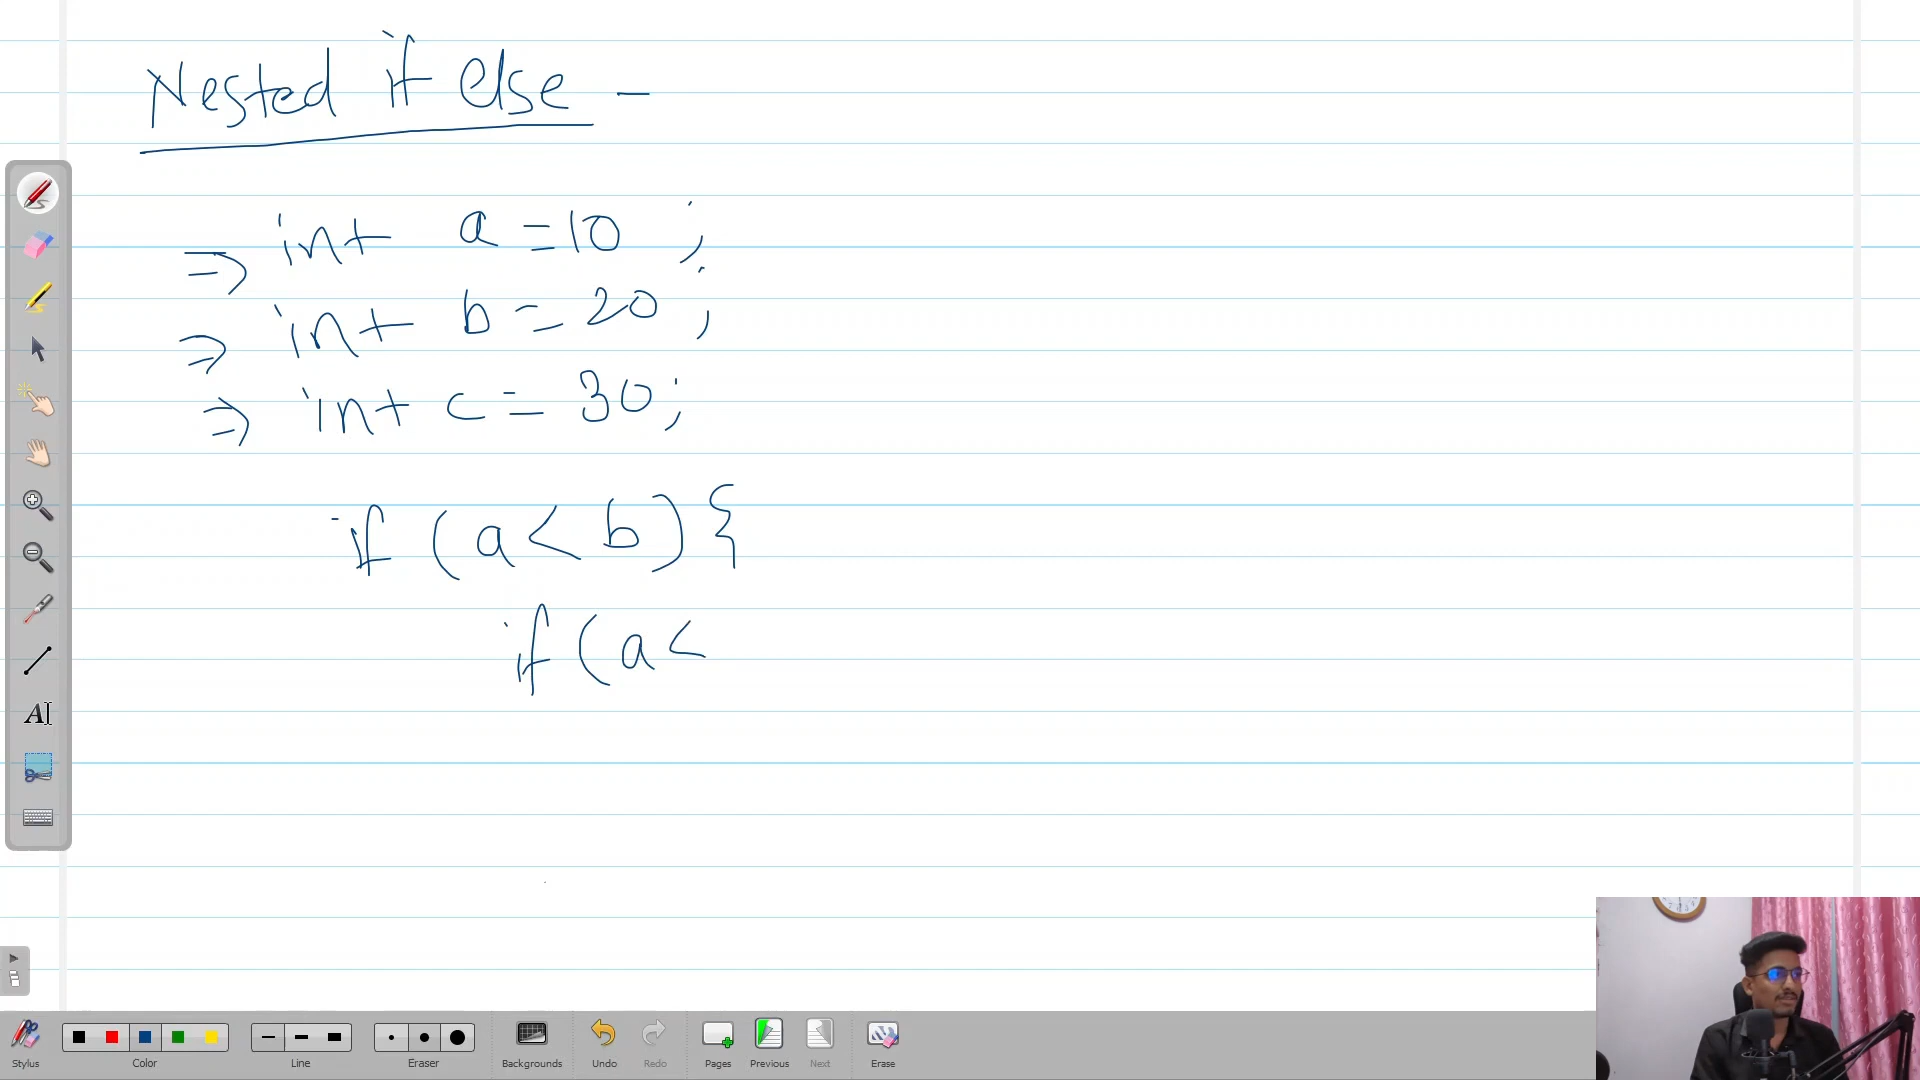 Nested if else -
=> int a = 10 ;
=> int b = 20 ;
=> int c = 30;
if (a < b) {
if (a <
Stylus
Color
Line
Eraser
Backgrounds
Undo
Redo
Pages
Previous
Next
Erase